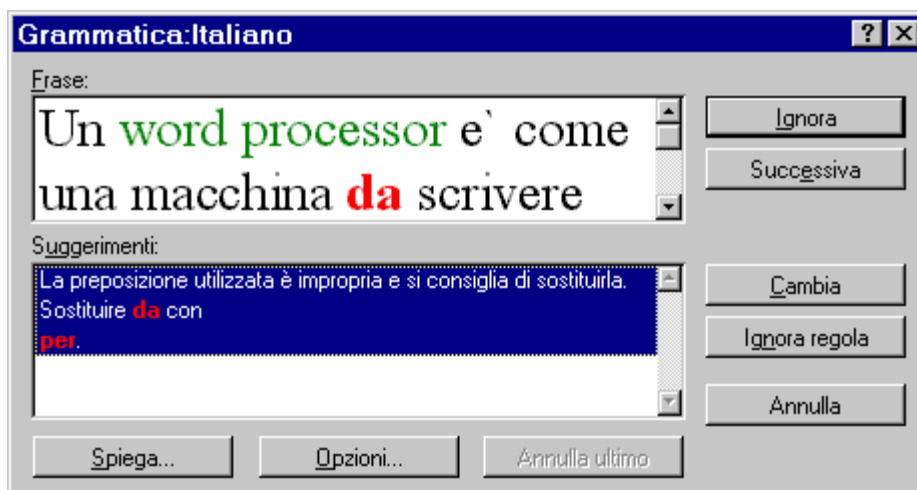 Grammatica:Italiano
Frase:
Un word processor e` come
una macchina da scrivere
Ignora
Successiva
Suggerimenti:
La preposizione utilizzata è impropria e si consiglia di sostituirla.
Sostituire da con
per.
Cambia
Ignora regola
Annulla
Spiega...
Opzioni...
Annulla ultimo